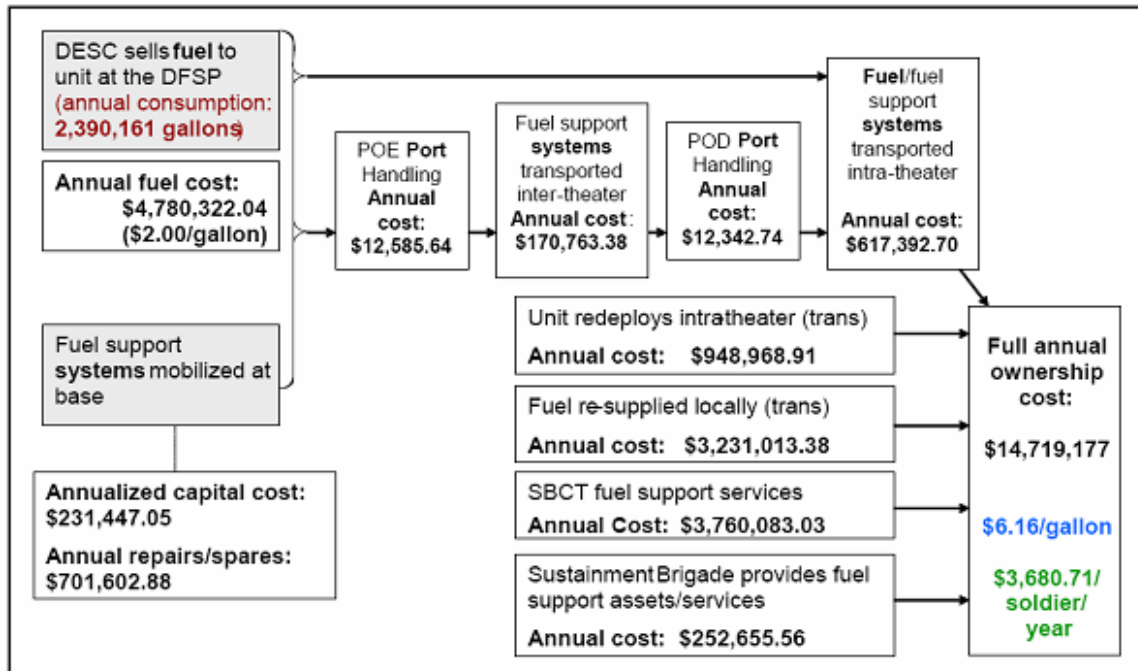 DESC sells fuel to
unit at the DFSP
(annual consumption:
2,390,161 gallons)
Annual fuel cost:
$4,780,322.04
($2.00/gallon)
Fuel support
systems mobilized at
base
Annualized capital cost:
$231,447.05
Annual repairs/spares:
$701,602.88
POE Port
Handling
Annual
cost:
$12,585.64
Fuel support
systems
transported
inter-theater
Annual cost:
$170,763.38
POD Port
Handling
Annual
cost:
$12,342.74
Fuel/fuel
support
systems
transported
intra-theater
Annual cost:
$617,392.70
Unit redeploys intratheater (trans)
Annual cost: $948,968.91
Fuel re-supplied locally (trans)
Annual cost: $3,231,013.38
SBCT fuel support services
Annual Cost: $3,760,083.03
Sustainment Brigade provides fuel
support assets/services
Annual cost: $252,655.56
Full annual
ownership
cost:
$14,719,177
$6.16/gallon
$3,680.71/
soldier/
year